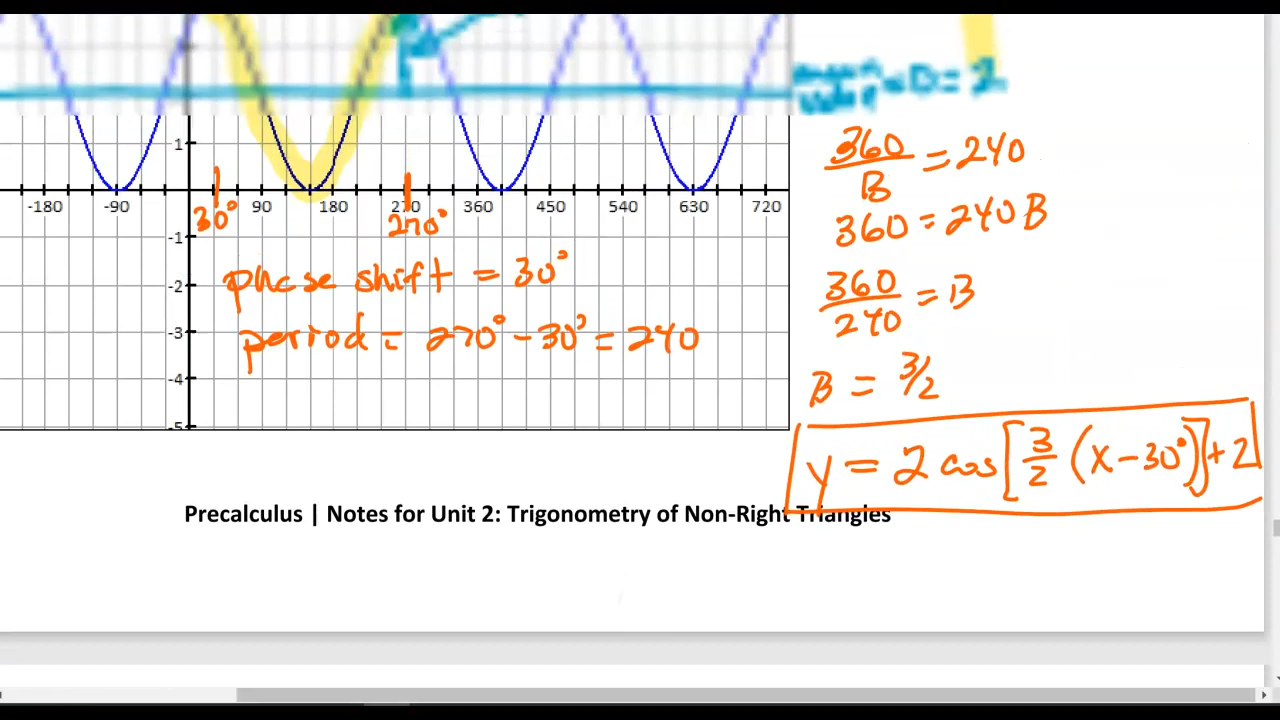 = D = 2
1
-180 -90 90 180 270 360 450 540 630 720
30° 270°
-1
-2
-3
-4
-5
phase shift = 30°
period = 270° - 30° = 240
360/B = 240
360 = 240B
360/240 = B
B = 3/2
y = 2 cos [3/2 (x - 30°)] + 2
Precalculus | Notes for Unit 2: Trigonometry of Non-Right Triangles